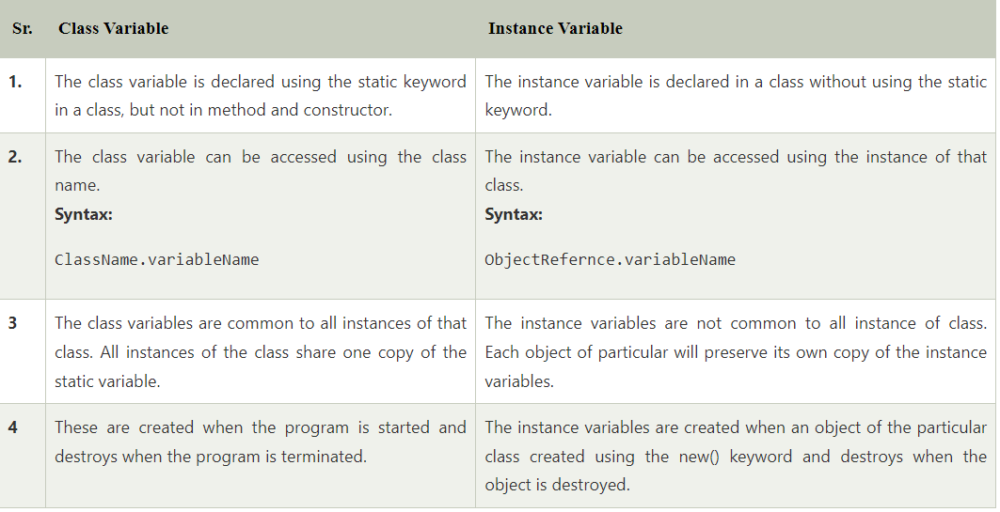 Sr. Class Variable Instance Variable
1. The class variable is declared using the static keyword
in a class, but not in method and constructor.
The instance variable is declared in a class without using the static
keyword.
2. The class variable can be accessed using the class
name.
Syntax:
ClassName.variableName
The instance variable can be accessed using the instance of that
class.
Syntax:
ObjectRefernce.variableName
3 The class variables are common to all instances of that
class. All instances of the class share one copy of the
static variable.
The instance variables are not common to all instance of class.
Each object of particular will preserve its own copy of the instance
variables.
4 These are created when the program is started and
destroys when the program is terminated.
The instance variables are created when an object of the particular
class created using the new() keyword and destroys when the
object is destroyed.